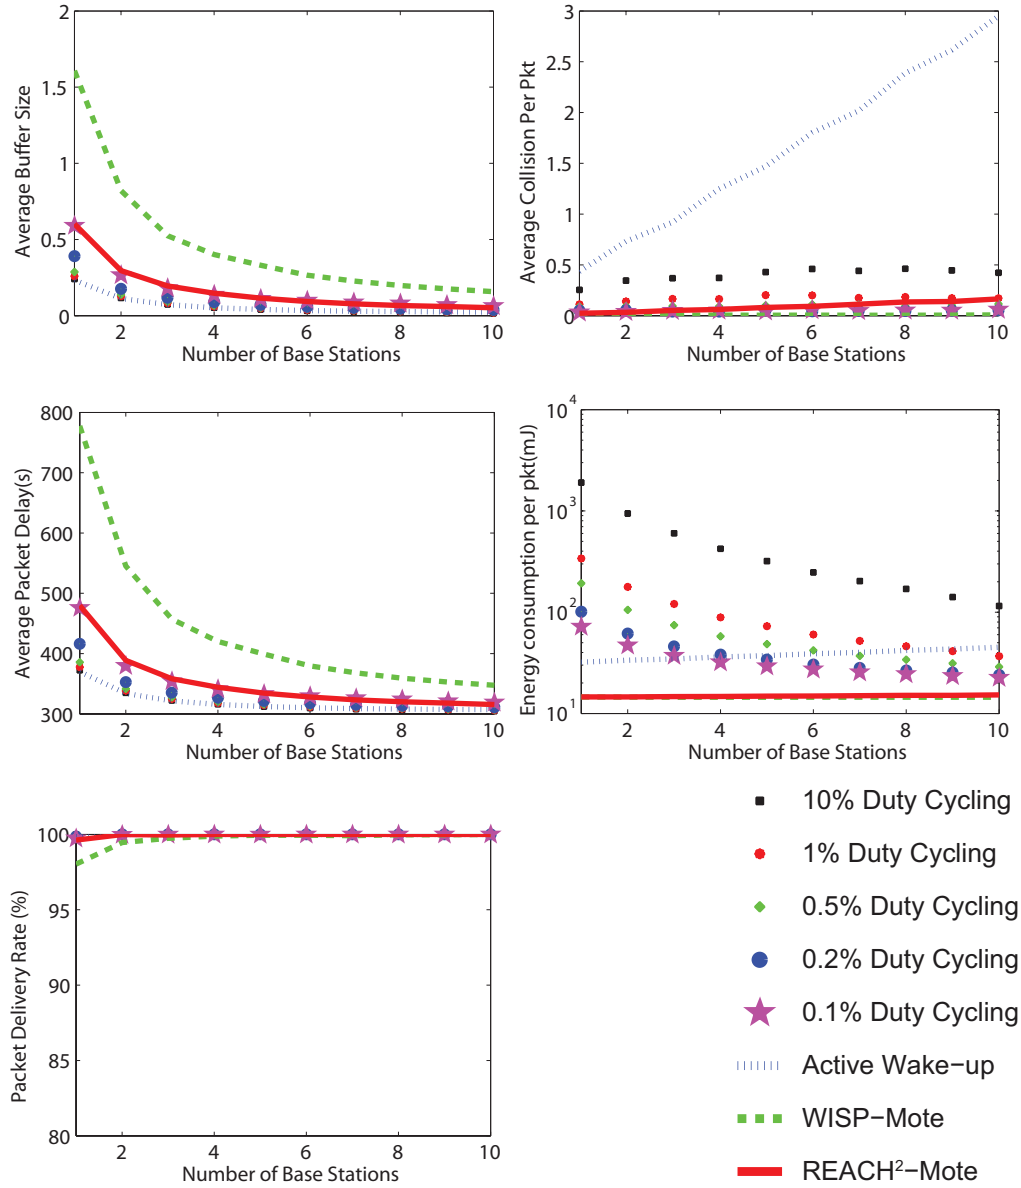 2
1.5
1
0.5
0
2
4
6
8
10
Average Buffer Size
Number of Base Stations
3
2.5
2
1.5
1
0.5
0
2
4
6
8
10
Average Collision Per Pkt
Number of Base Stations
800
700
600
500
400
300
2
4
6
8
10
Average Packet Delay(s)
Number of Base Stations
10^4
10^3
10^2
10^1
2
4
6
8
10
Energy consumption per pkt(mJ)
Number of Base Stations
100
95
90
85
80
2
4
6
8
10
Packet Delivery Rate (%)
Number of Base Stations
10% Duty Cycling
1% Duty Cycling
0.5% Duty Cycling
0.2% Duty Cycling
0.1% Duty Cycling
Active Wake−up
WISP−Mote
REACH²−Mote